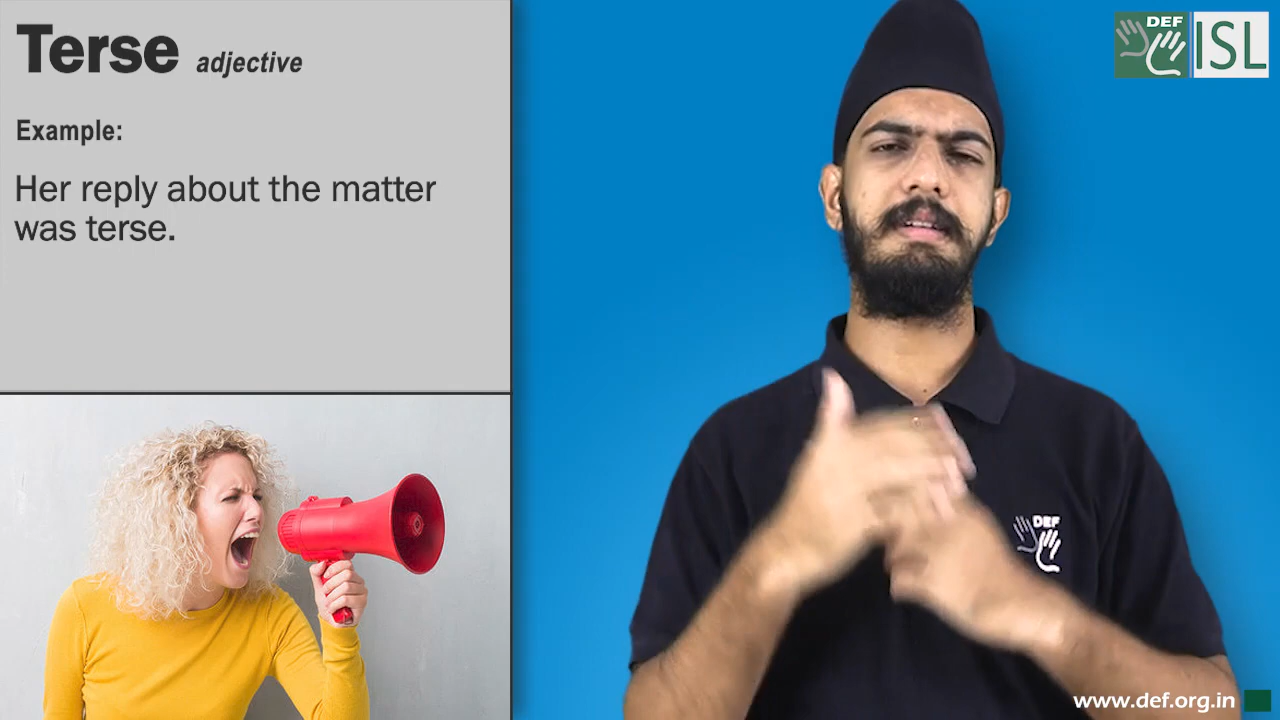 Terse adjective
Example:
Her reply about the matter
was terse.
DEF
ISL
DEF
www.def.org.in